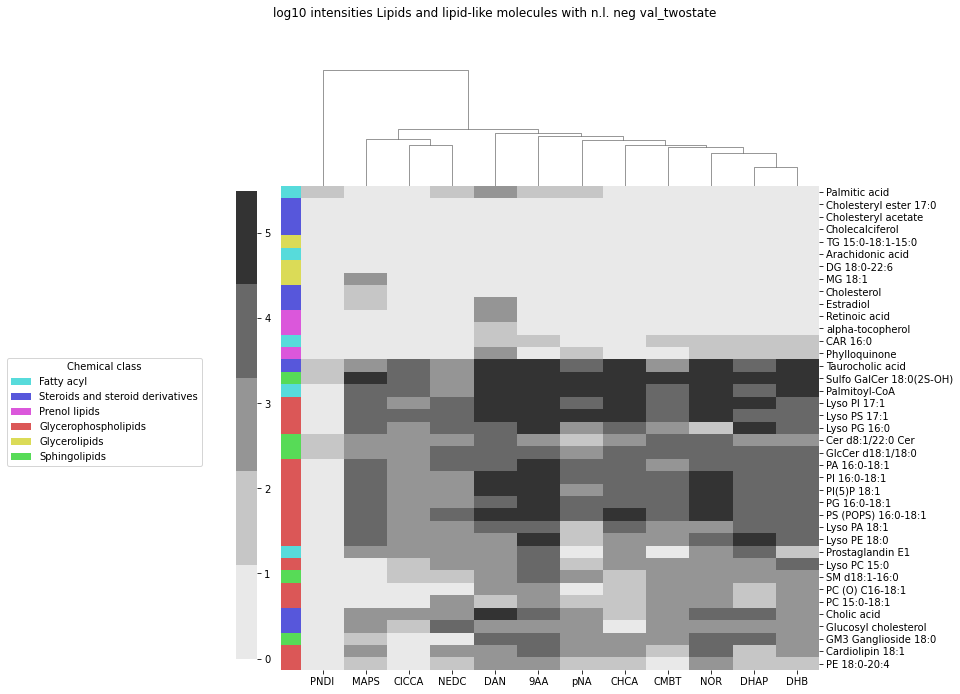 log10 intensities Lipids and lipid-like molecules with n.l. neg val_twostate
Palmitic acid
Cholesteryl ester 17:0
Cholesteryl acetate
Cholecalciferol
TG 15:0-18:1-15:0
Arachidonic acid
DG 18:0-22:6
MG 18:1
Cholesterol
Estradiol
Retinoic acid
alpha-tocopherol
CAR 16:0
Phylloquinone
Taurocholic acid
Sulfo GalCer 18:0(2S-OH)
Palmitoyl-CoA
Lyso PI 17:1
Lyso PS 17:1
Lyso PG 16:0
Cer d8:1/22:0 Cer
GlcCer d18:1/18:0
PA 16:0-18:1
PI 16:0-18:1
PI(5)P 18:1
PG 16:0-18:1
PS (POPS) 16:0-18:1
Lyso PA 18:1
Lyso PE 18:0
Prostaglandin E1
Lyso PC 15:0
SM d18:1-16:0
PC (O) C16-18:1
PC 15:0-18:1
Cholic acid
Glucosyl cholesterol
GM3 Ganglioside 18:0
Cardiolipin 18:1
PE 18:0-20:4
5
4
3
2
1
0
Chemical class
Fatty acyl
Steroids and steroid derivatives
Prenol lipids
Glycerophospholipids
Glycerolipids
Sphingolipids
PNDI MAPS ClCCA NEDC DAN 9AA pNA CHCA CMBT NOR DHAP DHB